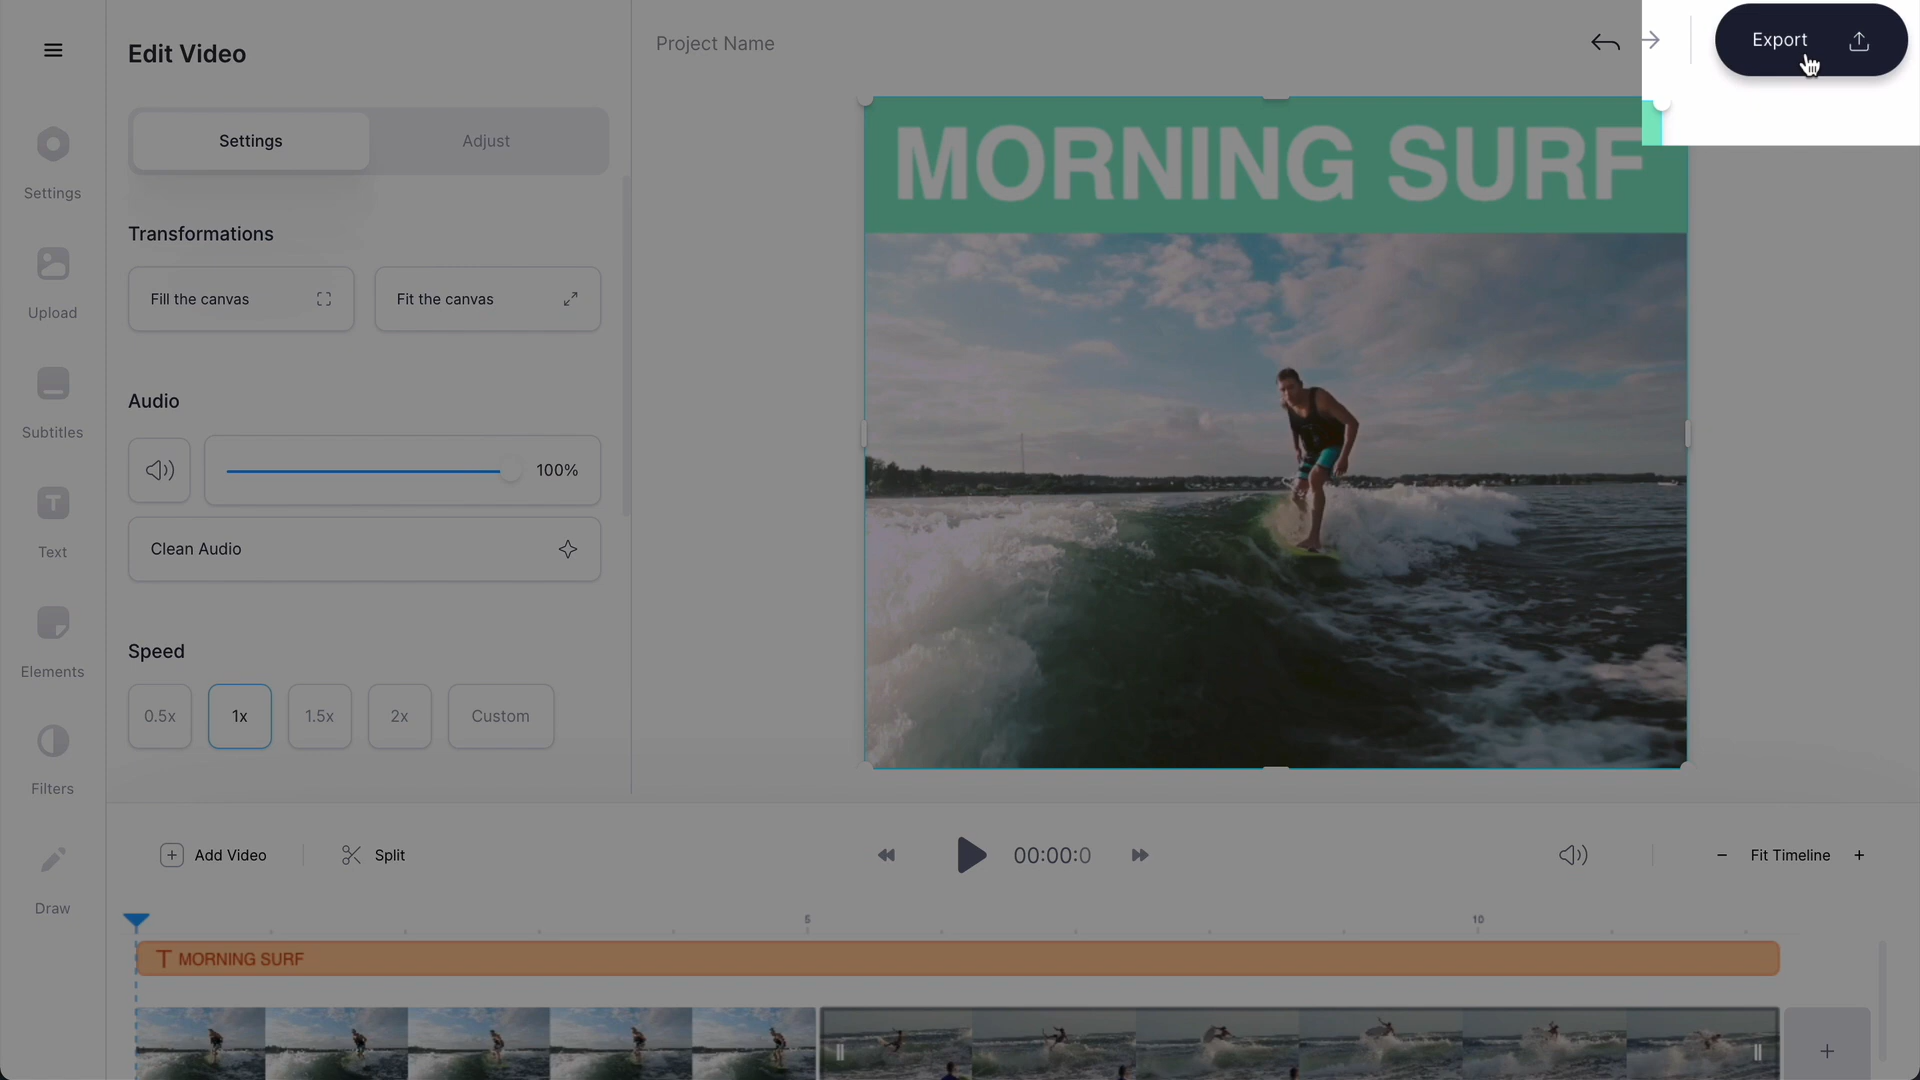 Edit Video
Project Name
Export
Settings
Adjust
MORNING SURF
Settings
Upload
Subtitles
Text
Elements
Filters
Draw
Transformations
Fill the canvas
Fit the canvas
Audio
100%
Clean Audio
Speed
0.5x
1x
1.5x
2x
Custom
Add Video
Split
00:00:0
Fit Timeline
5
10
T MORNING SURF